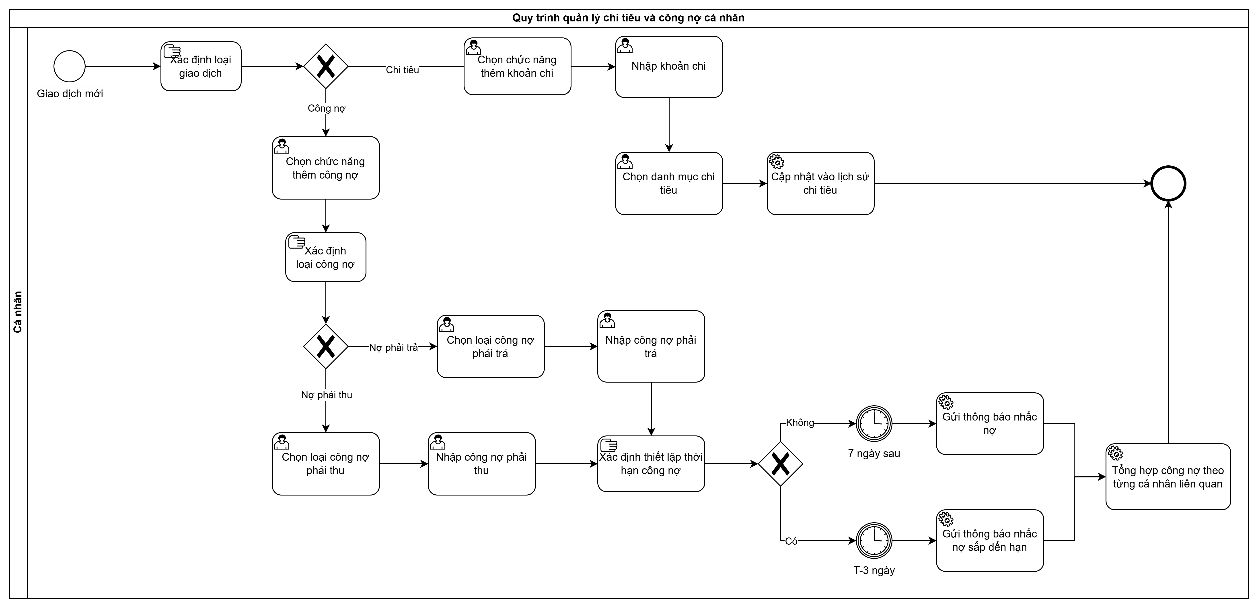 Quy trình quản lý chi tiêu và công nợ cá nhân
Cá nhân
Giao dịch mới
Xác định loại
giao dịch
Chi tiêu
Chọn chức năng
thêm khoản chi
Nhập khoản chi
Công nợ
Chọn chức năng
thêm công nợ
Chọn danh mục chi
tiêu
Cập nhật vào lịch sử
chi tiêu
Xác định
loại công nợ
Nợ phải trả
Chọn loại công nợ
phải trả
Nhập công nợ phải
trả
Nợ phải thu
Chọn loại công nợ
phải thu
Nhập công nợ phải
thu
Xác định thiết lập thời
hạn công nợ
Không
7 ngày sau
Gửi thông báo nhắc
nợ
Có
T-3 ngày
Gửi thông báo nhắc
nợ sắp đến hạn
Tổng hợp công nợ theo
từng cá nhân liên quan